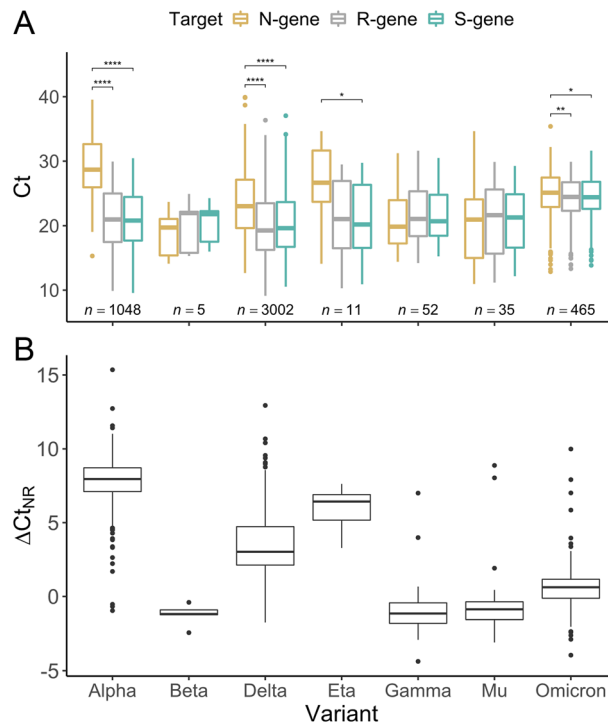 A
Target N-gene R-gene S-gene
**** **** **** **** * * **
Ct
40
30
20
10
n = 1048 n = 5 n = 3002 n = 11 n = 52 n = 35 n = 465
B
ΔCtNR
15
10
5
0
-5
Alpha Beta Delta Eta Gamma Mu Omicron
Variant